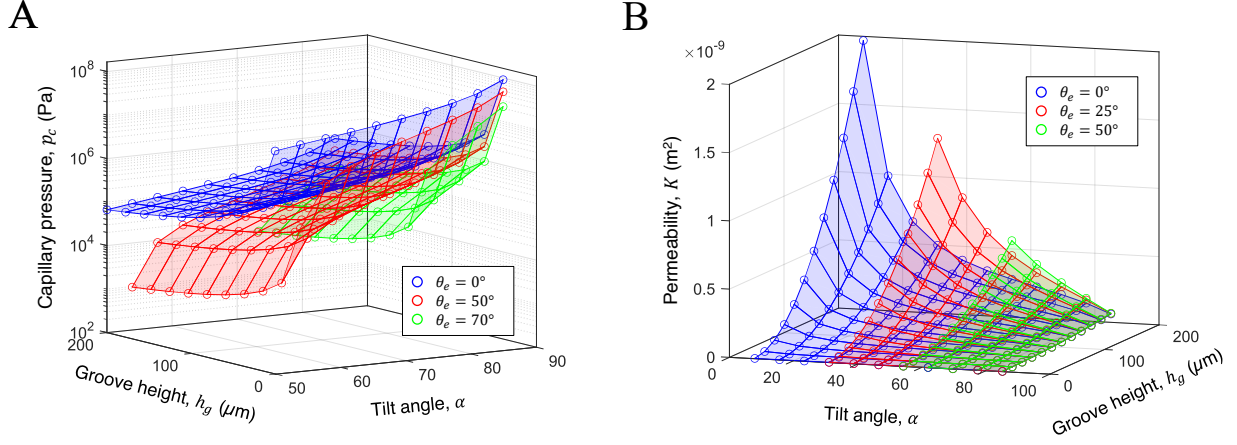 A
Capillary pressure, p_c (Pa)
10^8
10^6
10^4
10^2
200
100
0
Groove height, h_g (μm)
50
60
70
80
90
Tilt angle, α
θ_e = 0°
θ_e = 50°
θ_e = 70°
B
×10^-9
Permeability, K (m²)
2
1.5
1
0.5
0
0
20
40
60
80
100
Tilt angle, α
0
100
200
Groove height, h_g (μm)
θ_e = 0°
θ_e = 25°
θ_e = 50°